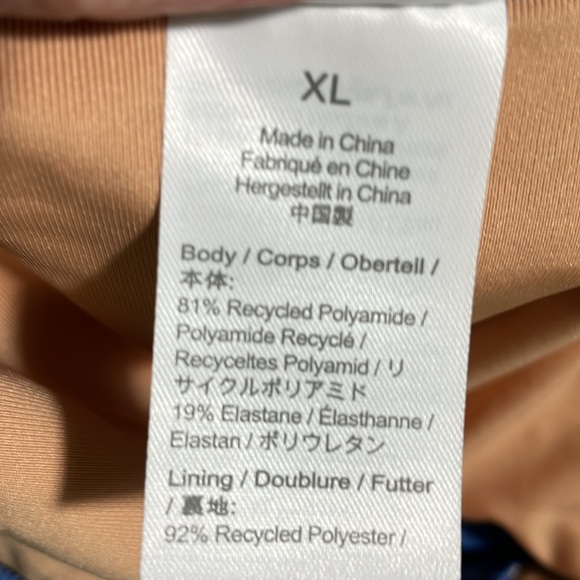 XL
Made in China
Fabriqué en Chine
Hergestellt in China
中国製
Body / Corps / Oberteil /
本体:
81% Recycled Polyamide /
Polyamide Recyclé /
Recyceltes Polyamid / リ
サイクルポリアミド
19% Elastane / Élasthanne /
Elastan / ポリウレタン
Lining / Doublure / Futter
/ 裏地:
92% Recycled Polyester /